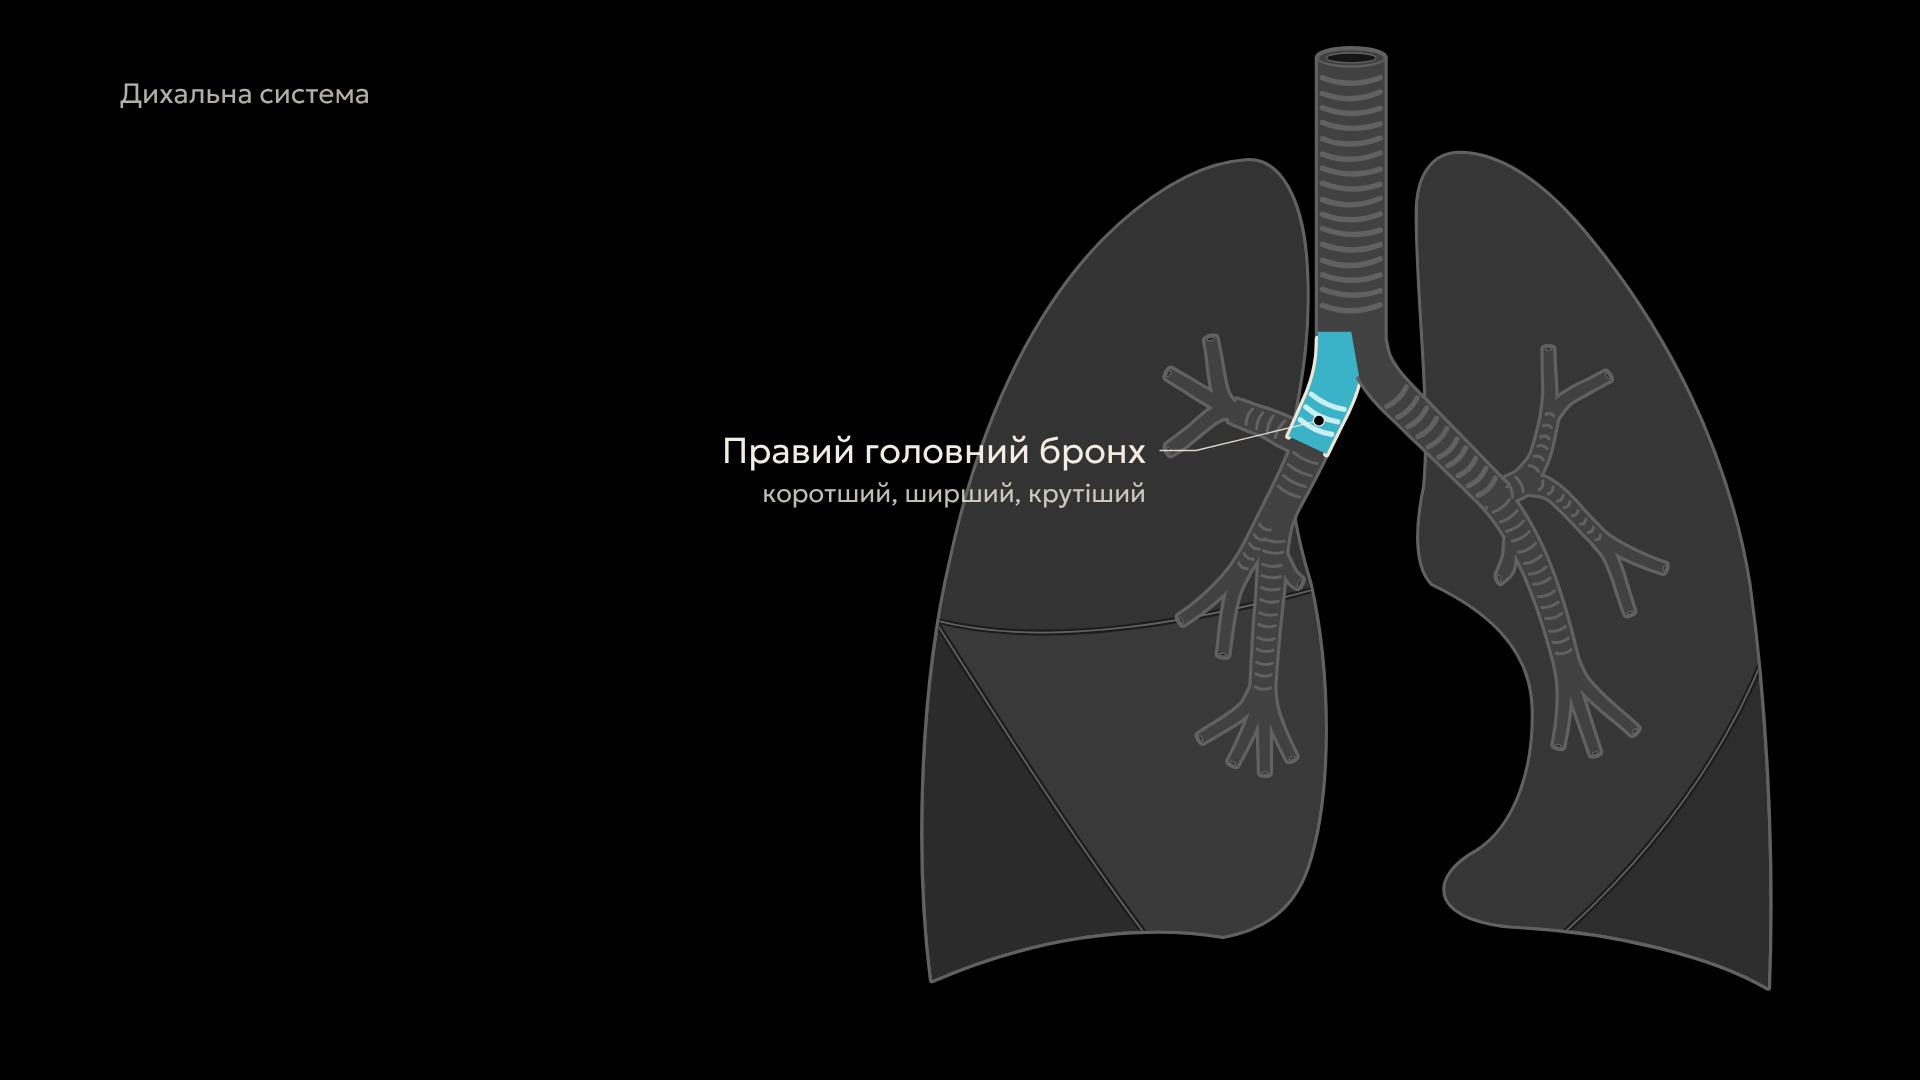 Дихальна система
Правий головний бронх
коротший, ширший, крутіший